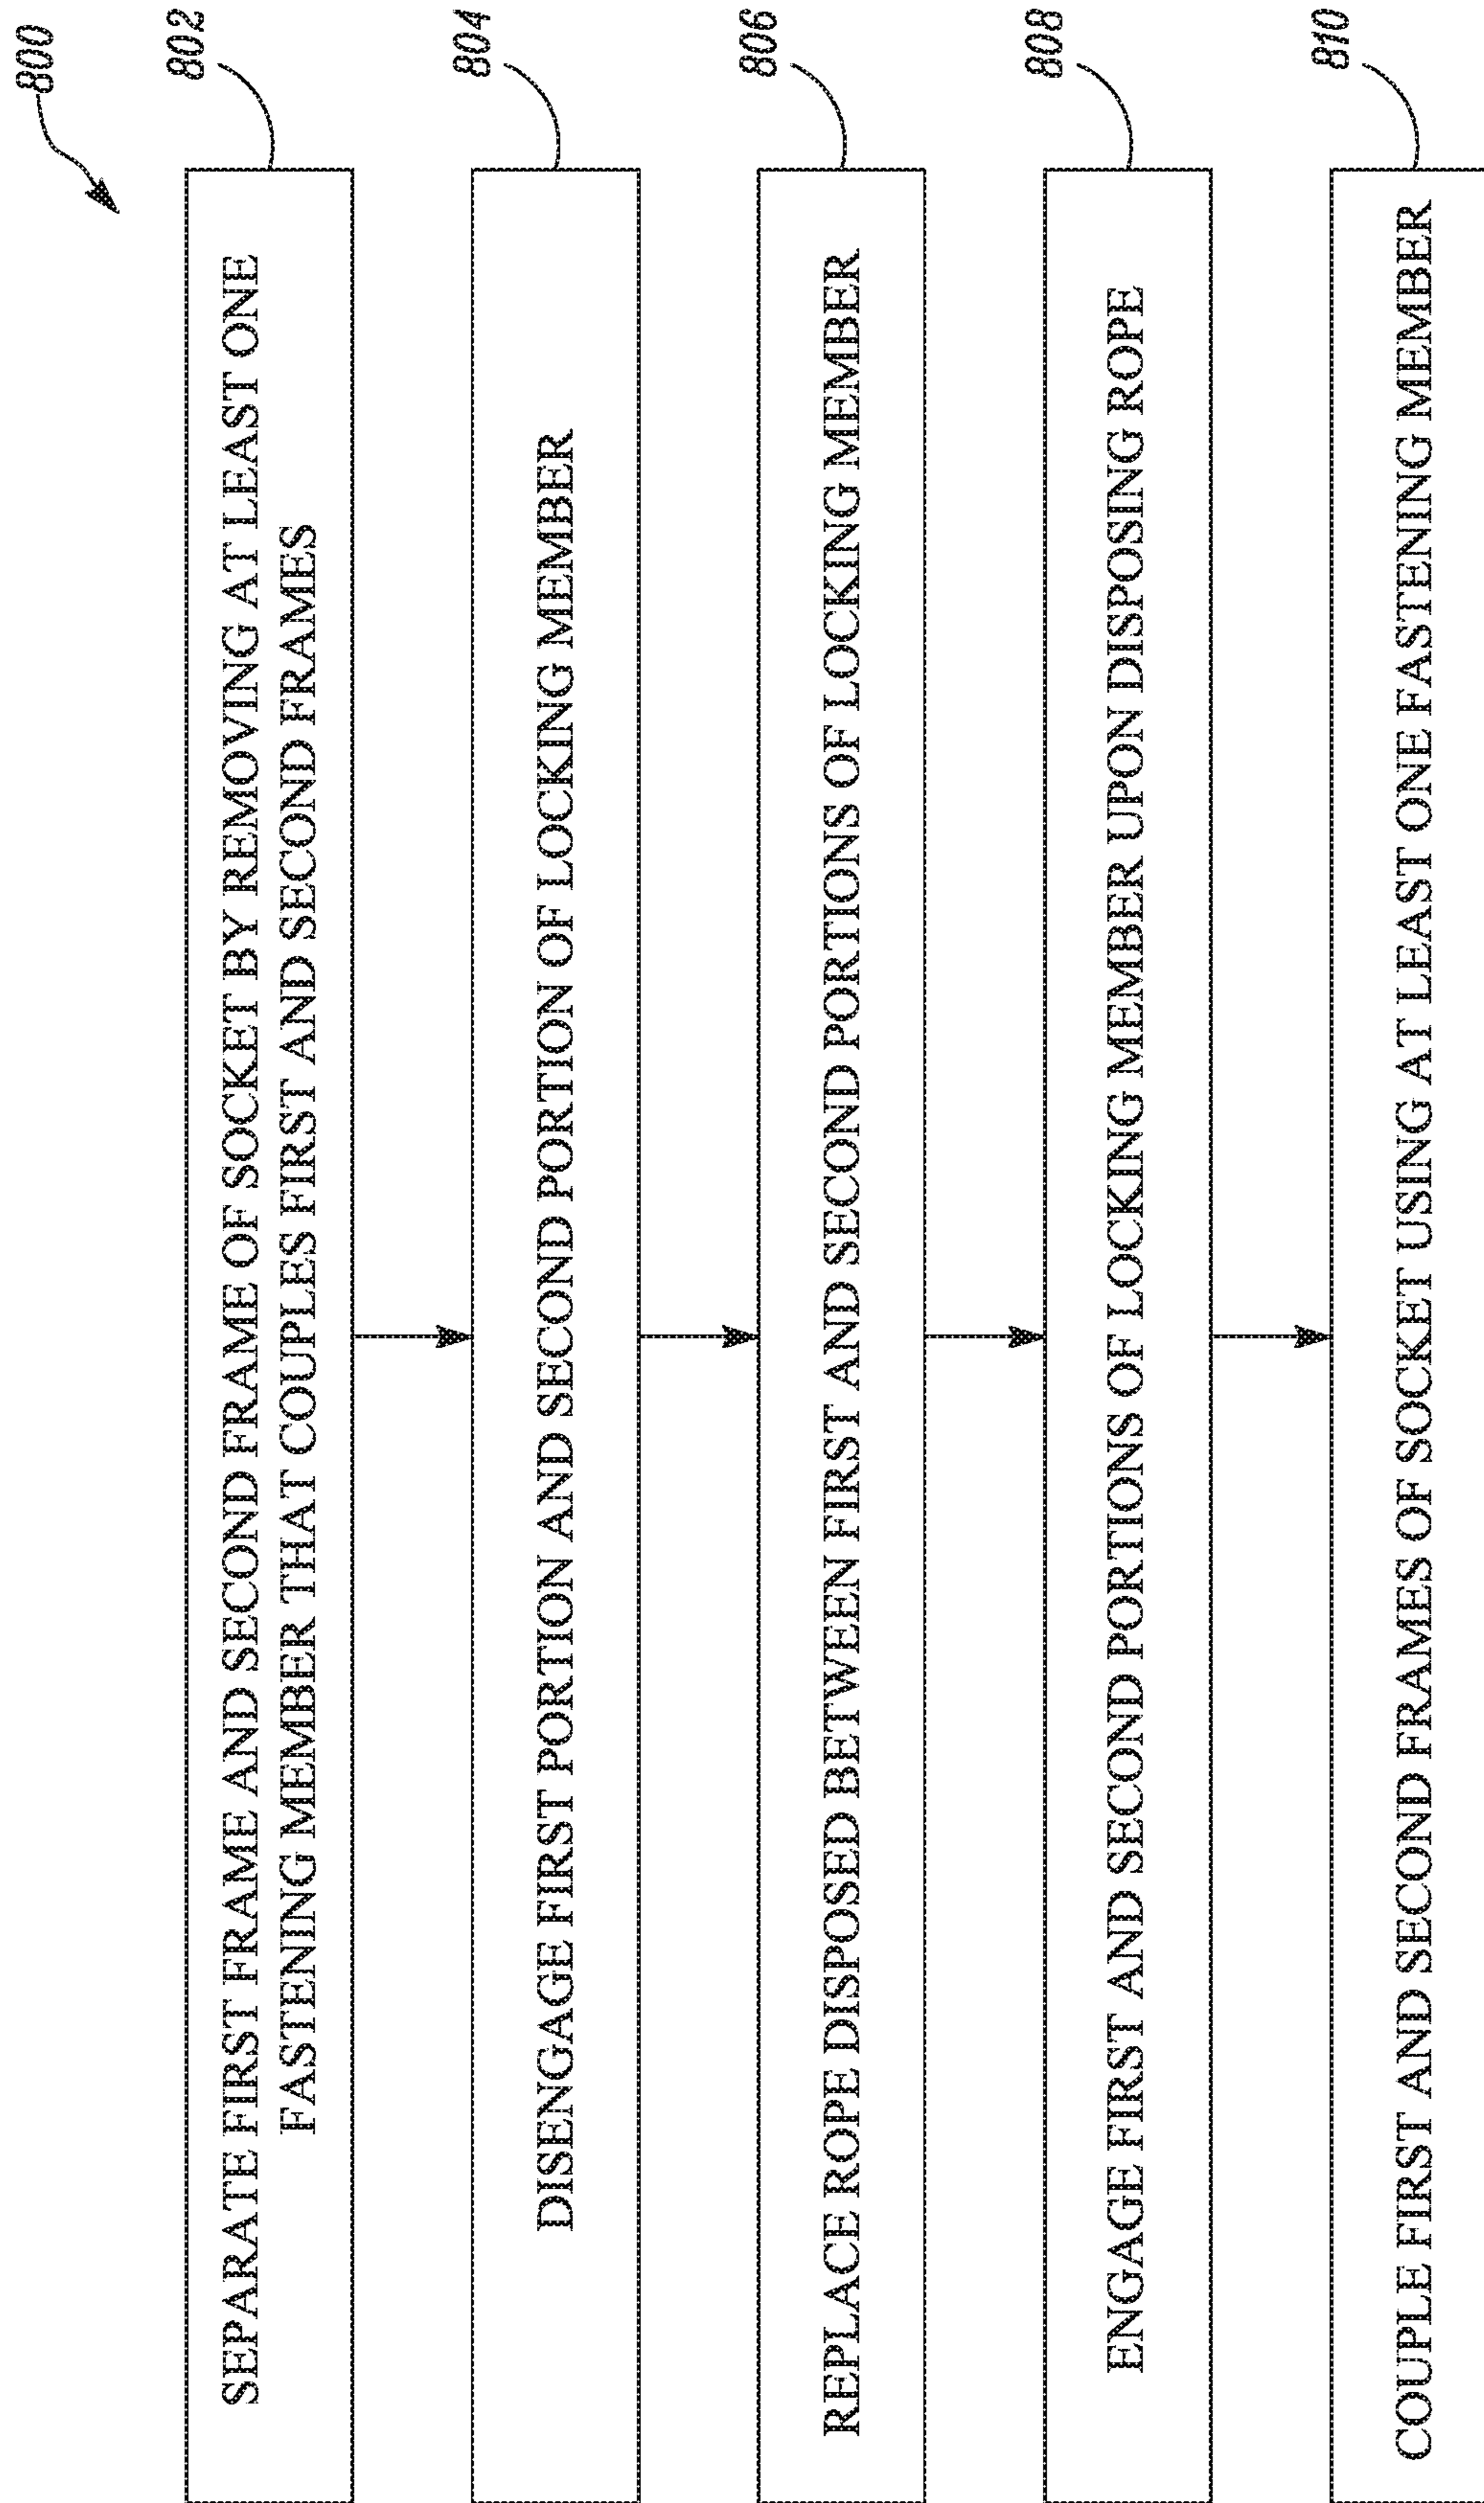 800
802
SEPARATE FIRST FRAME AND SECOND FRAME OF SOCKET BY REMOVING AT LEAST ONE
FASTENING MEMBER THAT COUPLES FIRST AND SECOND FRAMES
804
DISENGAGE FIRST PORTION AND SECOND PORTION OF LOCKING MEMBER
806
REPLACE ROPE DISPOSED BETWEEN FIRST AND SECOND PORTIONS OF LOCKING MEMBER
808
ENGAGE FIRST AND SECOND PORTIONS OF LOCKING MEMBER UPON DISPOSING ROPE
810
COUPLE FIRST AND SECOND FRAMES OF SOCKET USING AT LEAST ONE FASTENING MEMBER